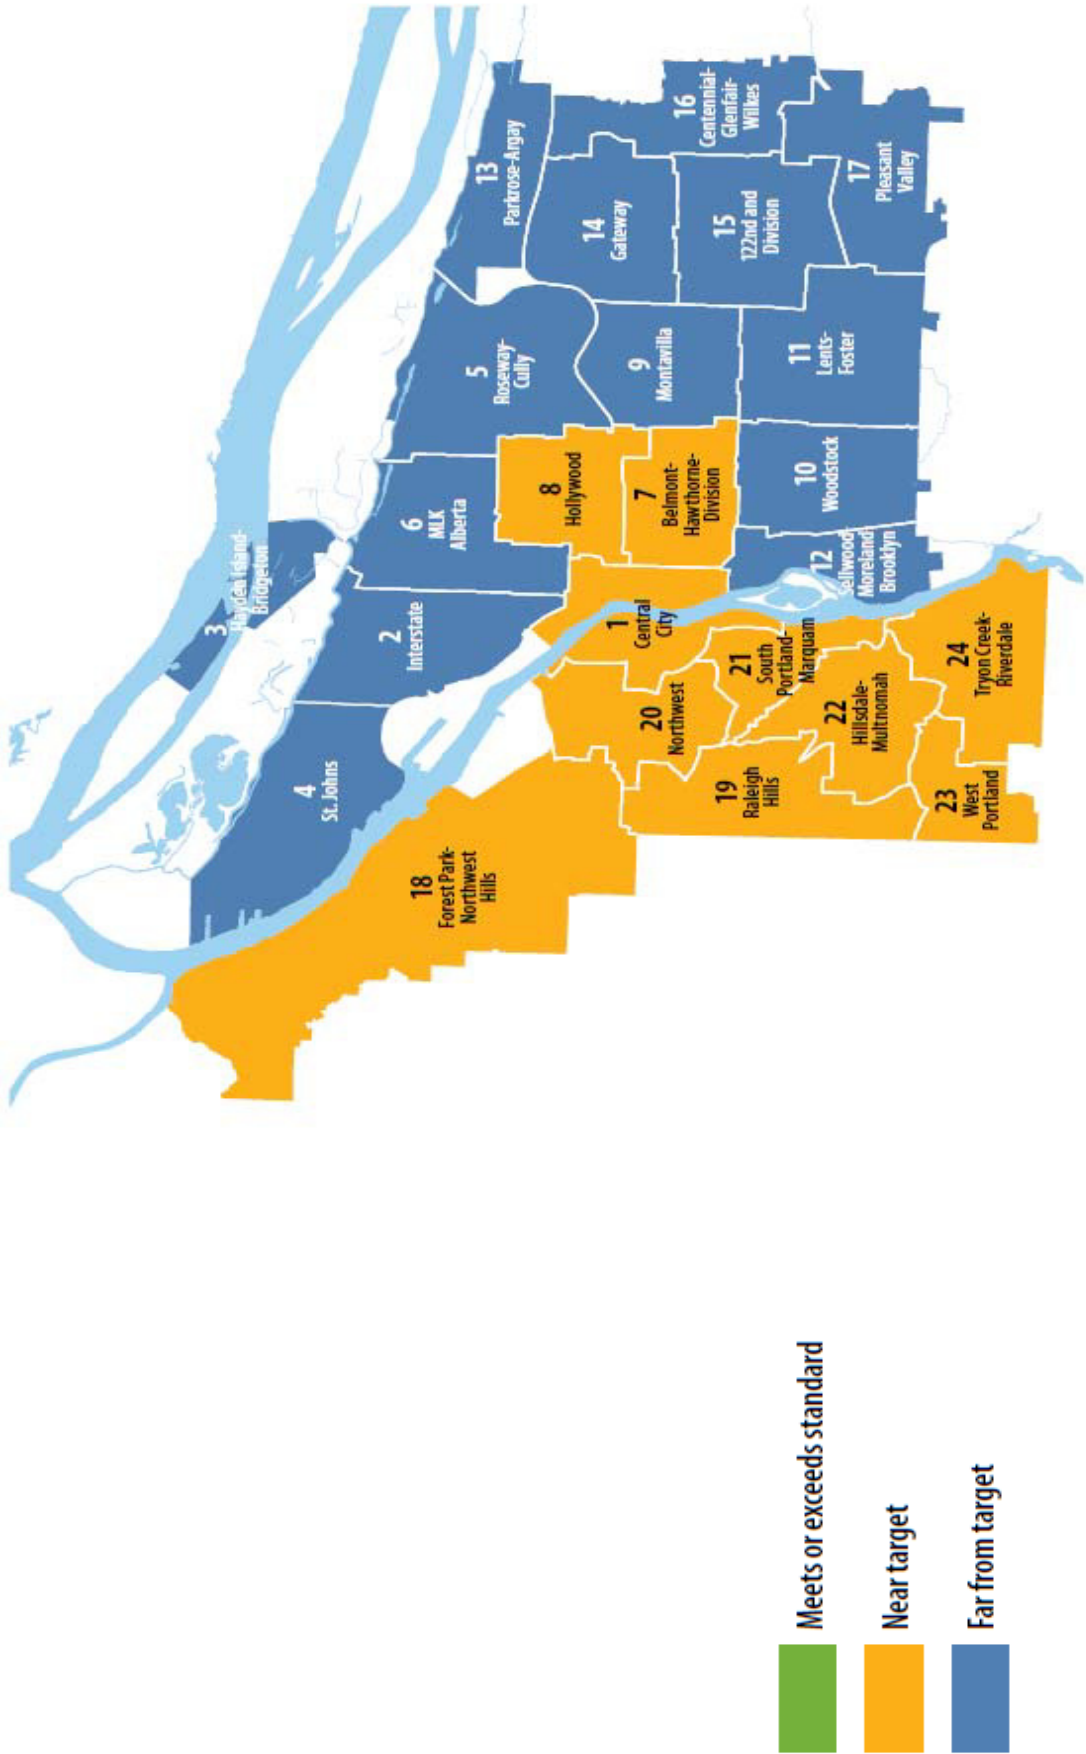 3
Hayden Island-
Bridgeton
4
St. Johns
2
Interstate
6
MLK
Alberta
5
Roseway-
Cully
13
Parkrose-Argay
18
Forest Park-
Northwest
Hills
8
Hollywood
14
Gateway
16
Centennial-
Glenfair-
Wilkes
20
Northwest
1
Central
City
7
Belmont-
Hawthorne-
Division
9
Montavilla
15
122nd and
Division
19
Raleigh
Hills
21
South
Portland-
Marquam
12
Sellwood-
Moreland-
Brooklyn
10
Woodstock
11
Lents-
Foster
17
Pleasant
Valley
22
Hillsdale-
Multnomah
23
West
Portland
24
Tryon Creek-
Riverdale
Meets or exceeds standard
Near target
Far from target